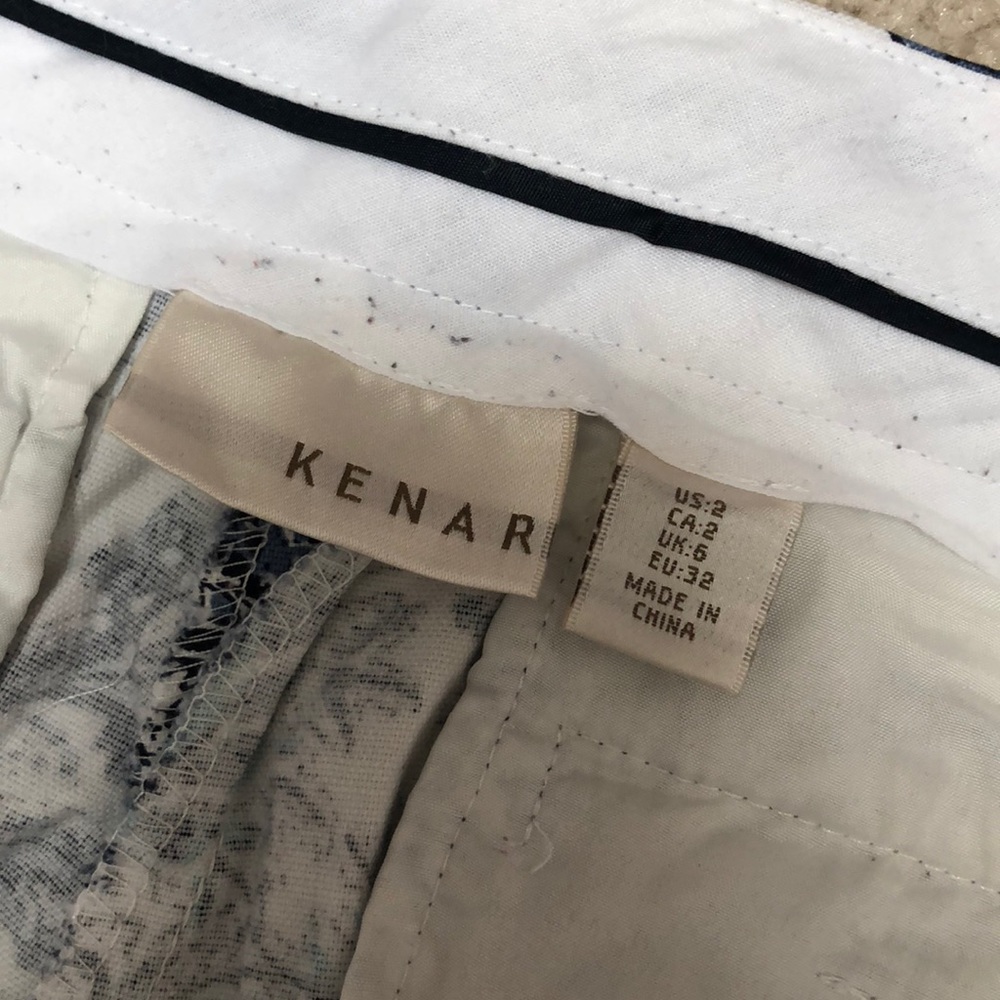 KENAR
US:2
CA:2
UK:6
EU:32
MADE IN
CHINA